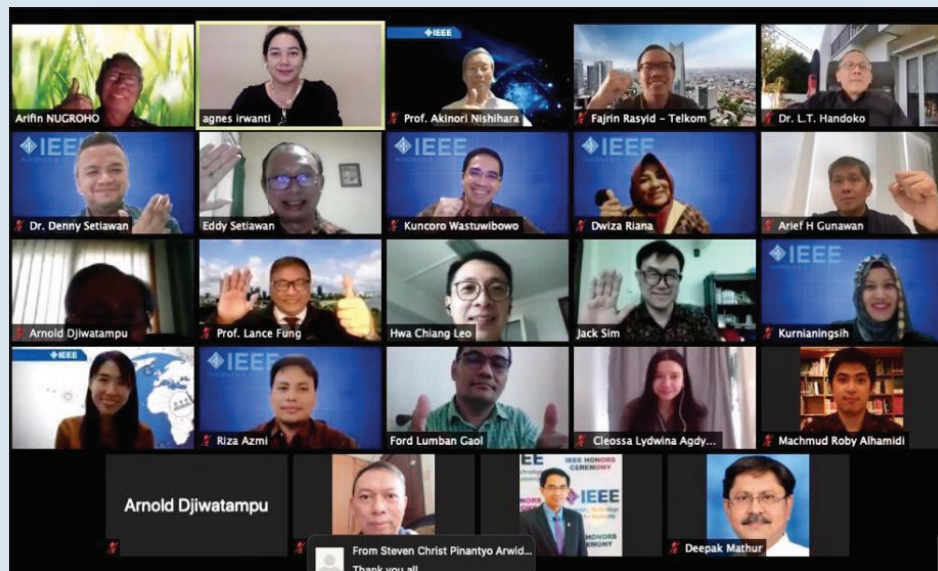 IEEE
Arifin NUGROHO
agnes irwanti
Prof. Akinori Nishihara
Fajrin Rasyid - Telkom
Dr. L.T. Handoko
IEEE
IEEE
IEEE
Dr. Denny Setiawan
Eddy Setiawan
Kuncoro Wastuwibowo
Dwiza Riana
Arief H Gunawan
IEEE
Arnold Djiwatampu
Prof. Lance Fung
Hwa Chiang Leo
Jack Sim
Kurnianingsih
IEEE
IEEE
Riza Azmi
Ford Lumban Gaol
Cleossa Lydwina Agdy...
Machmud Roby Alhamidi
Arnold Djiwatampu
IEEE HONORS
CEREMONY
IEEE
Deepak Mathur
From Steven Christ Pinantyo Arwid...
Thank you all